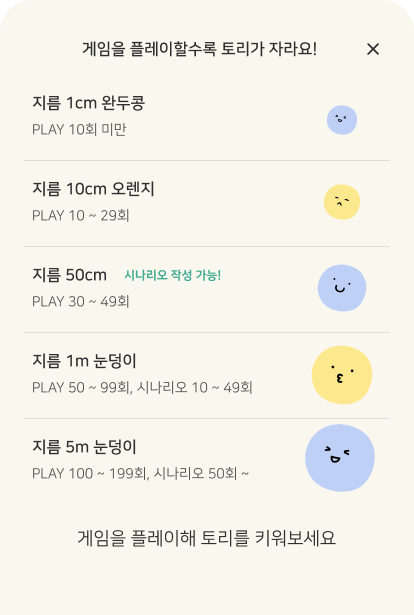 게임을 플레이할수록 토리가 자라요!
지름 1cm 완두콩
PLAY 10회 미만
지름 10cm 오렌지
PLAY 10 ~ 29회
지름 50cm 시나리오 작성 가능!
PLAY 30 ~ 49회
지름 1m 눈덩이
PLAY 50 ~ 99회, 시나리오 10 ~ 49회
지름 5m 눈덩이
PLAY 100 ~ 199회, 시나리오 50회 ~
게임을 플레이해 토리를 키워보세요